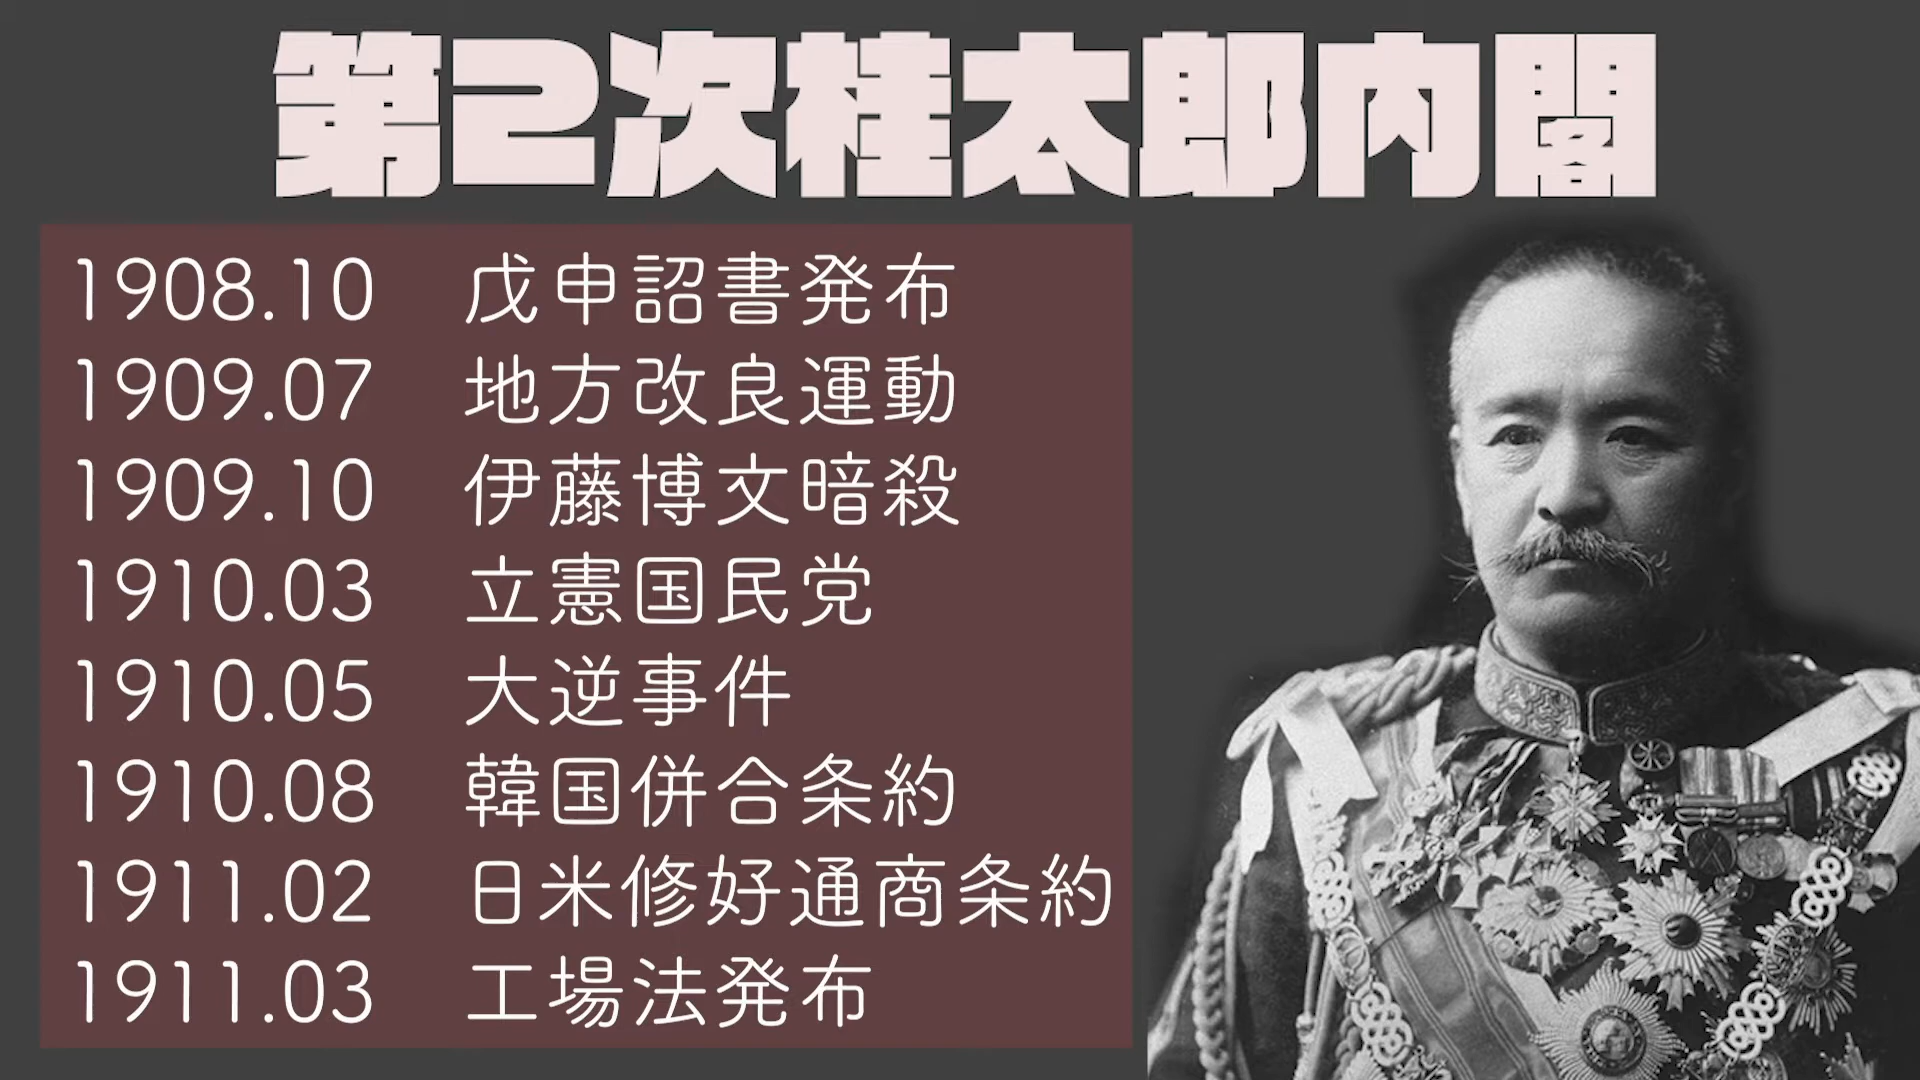 第2次桂太郎内閣
1908.10 戊申詔書発布
1909.07 地方改良運動
1909.10 伊藤博文暗殺
1910.03 立憲国民党
1910.05 大逆事件
1910.08 韓国併合条約
1911.02 日米修好通商条約
1911.03 工場法発布